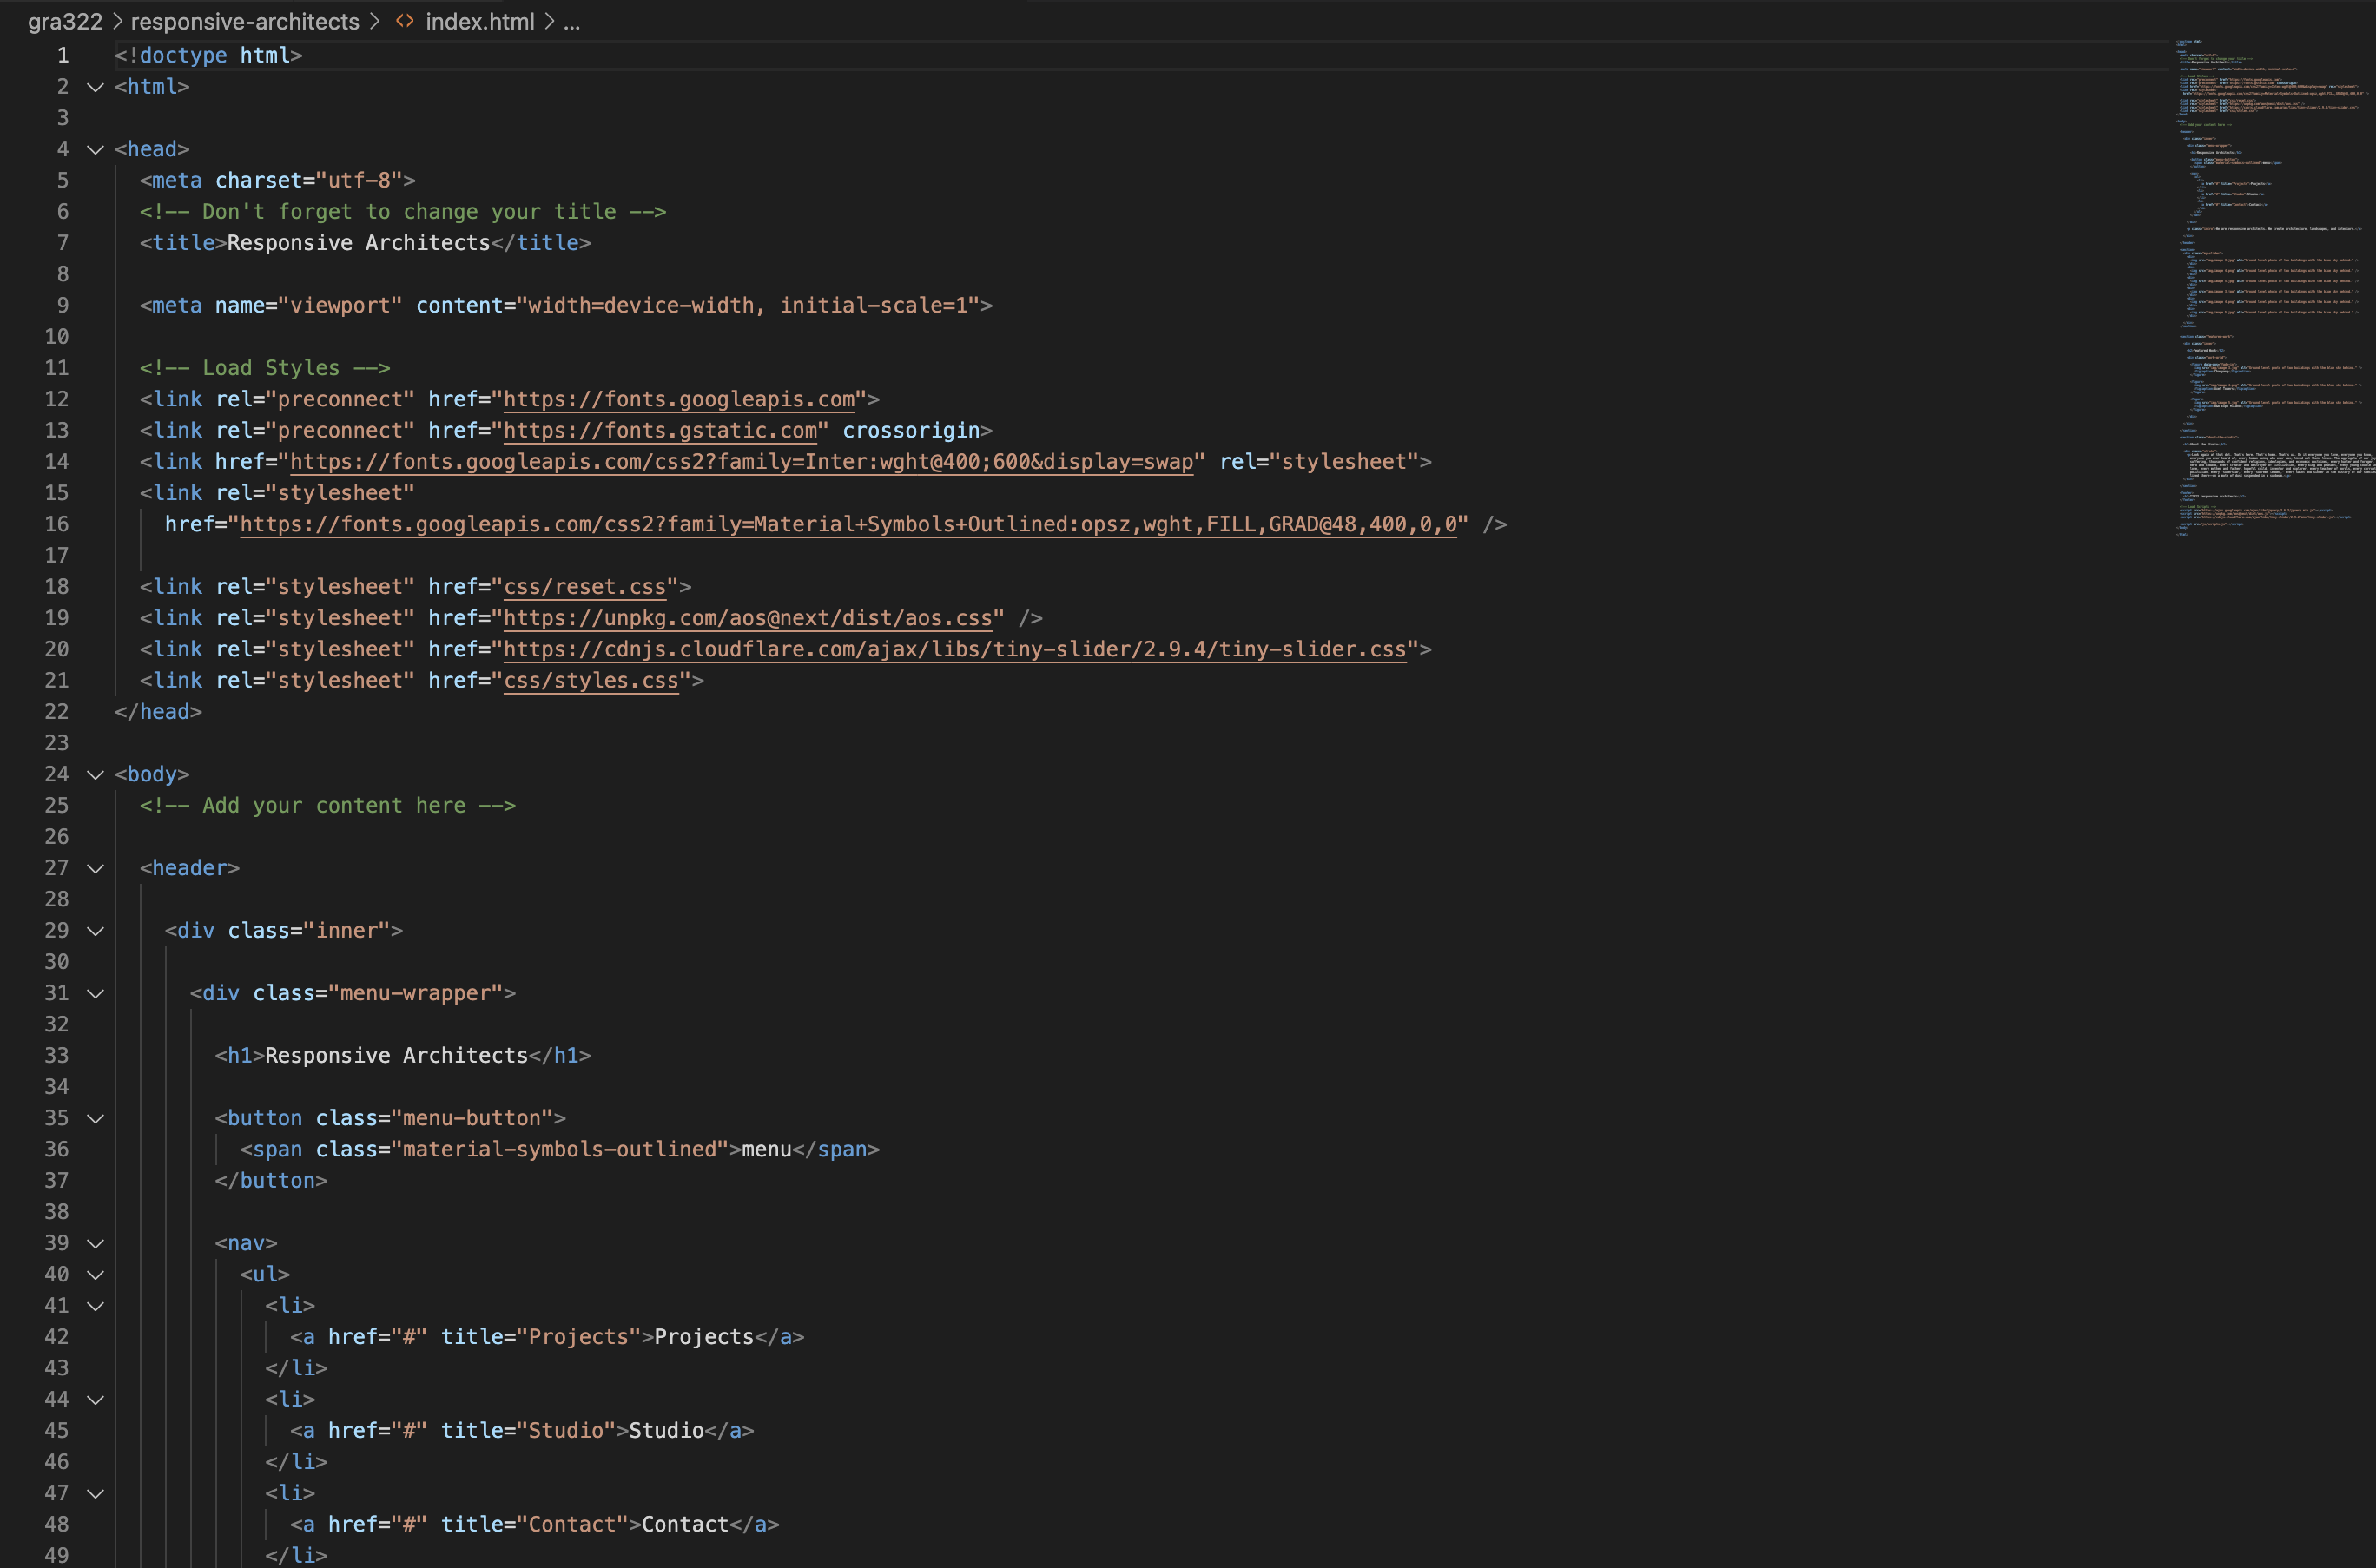 gra322 > responsive-architects > <> index.html > ...
1 <!doctype html>
2 <html>
3
4 <head>
5 <meta charset="utf-8">
6 <!-- Don't forget to change your title -->
7 <title>Responsive Architects</title>
8
9 <meta name="viewport" content="width=device-width, initial-scale=1">
10
11 <!-- Load Styles -->
12 <link rel="preconnect" href="https://fonts.googleapis.com">
13 <link rel="preconnect" href="https://fonts.gstatic.com" crossorigin>
14 <link href="https://fonts.googleapis.com/css2?family=Inter:wght@400;600&display=swap" rel="stylesheet">
15 <link rel="stylesheet"
16 href="https://fonts.googleapis.com/css2?family=Material+Symbols+Outlined:opsz,wght,FILL,GRAD@48,400,0,0" />
17
18 <link rel="stylesheet" href="css/reset.css">
19 <link rel="stylesheet" href="https://unpkg.com/aos@next/dist/aos.css" />
20 <link rel="stylesheet" href="https://cdnjs.cloudflare.com/ajax/libs/tiny-slider/2.9.4/tiny-slider.css">
21 <link rel="stylesheet" href="css/styles.css">
22 </head>
23
24 <body>
25 <!-- Add your content here -->
26
27 <header>
28
29 <div class="inner">
30
31 <div class="menu-wrapper">
32
33 <h1>Responsive Architects</h1>
34
35 <button class="menu-button">
36 <span class="material-symbols-outlined">menu</span>
37 </button>
38
39 <nav>
40 <ul>
41 <li>
42 <a href="#" title="Projects">Projects</a>
43 </li>
44 <li>
45 <a href="#" title="Studio">Studio</a>
46 </li>
47 <li>
48 <a href="#" title="Contact">Contact</a>
49 </li>